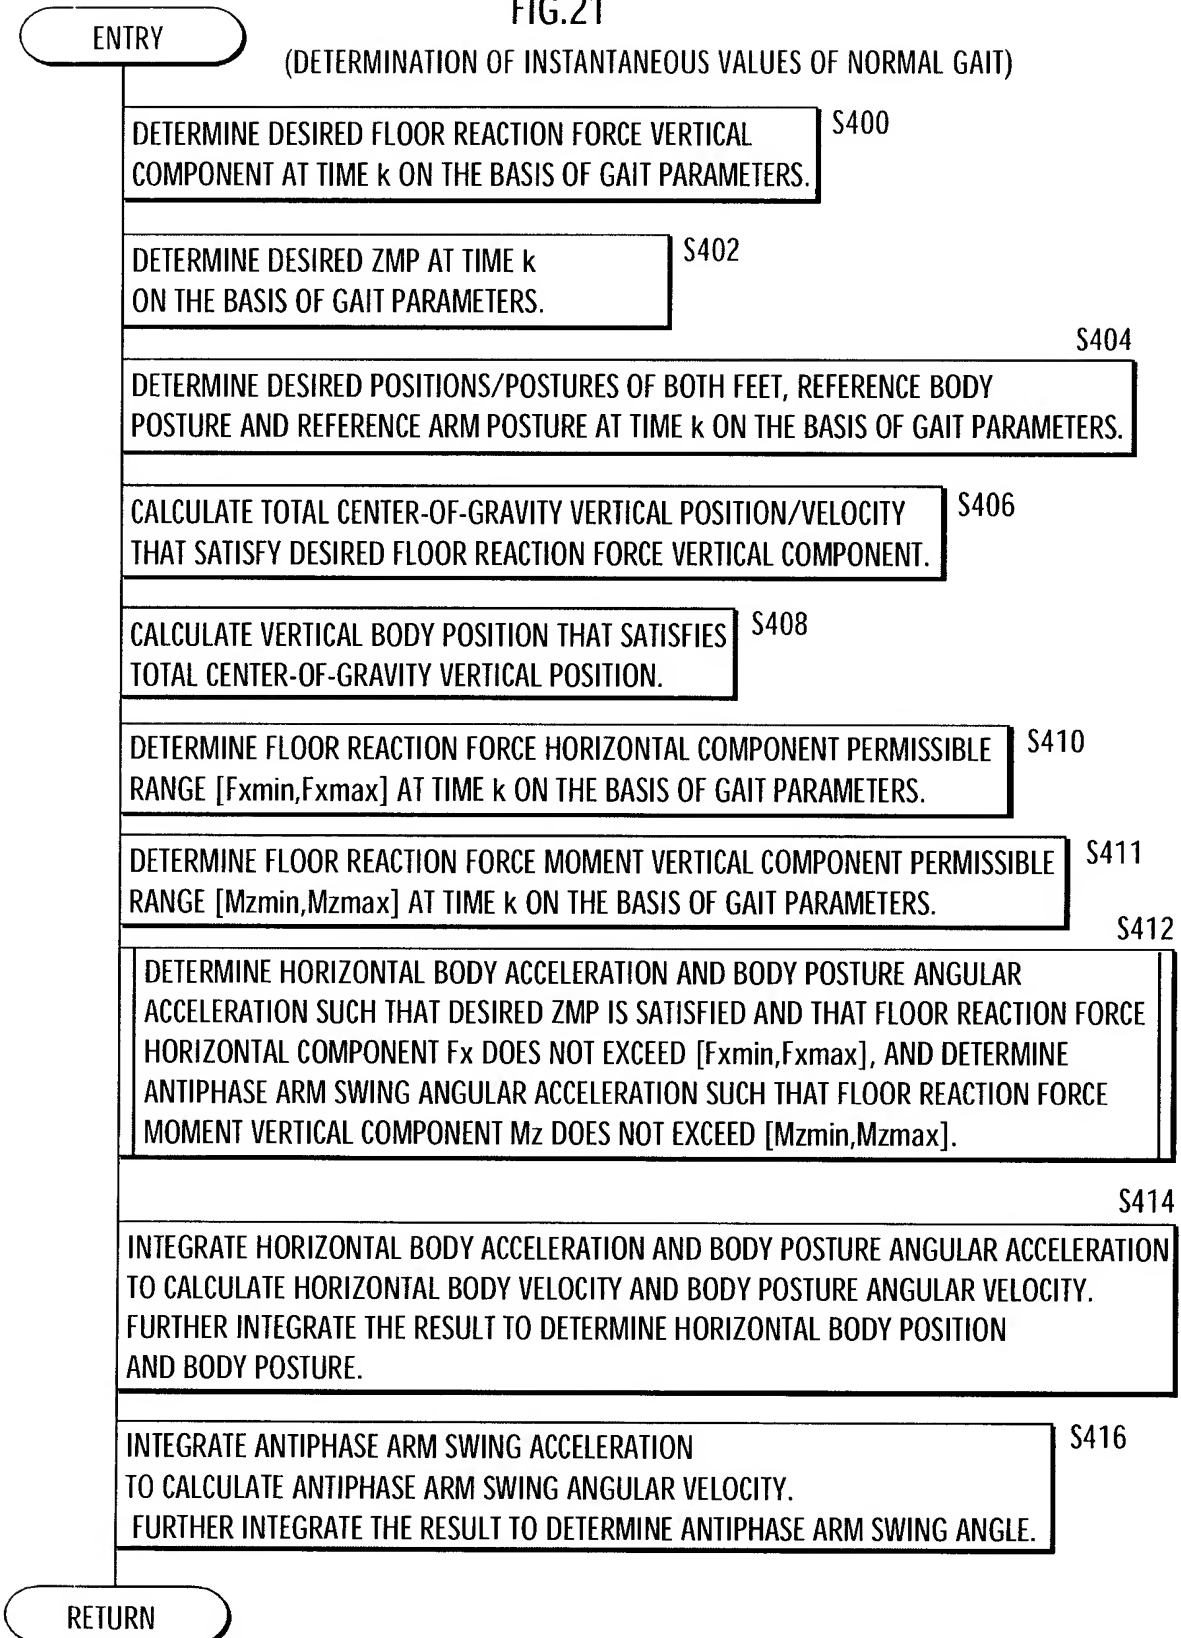 FIG.21
ENTRY
(DETERMINATION OF INSTANTANEOUS VALUES OF NORMAL GAIT)
S400
DETERMINE DESIRED FLOOR REACTION FORCE VERTICAL
COMPONENT AT TIME k ON THE BASIS OF GAIT PARAMETERS.
S402
DETERMINE DESIRED ZMP AT TIME k
ON THE BASIS OF GAIT PARAMETERS.
S404
DETERMINE DESIRED POSITIONS/POSTURES OF BOTH FEET, REFERENCE BODY
POSTURE AND REFERENCE ARM POSTURE AT TIME k ON THE BASIS OF GAIT PARAMETERS.
S406
CALCULATE TOTAL CENTER-OF-GRAVITY VERTICAL POSITION/VELOCITY
THAT SATISFY DESIRED FLOOR REACTION FORCE VERTICAL COMPONENT.
S408
CALCULATE VERTICAL BODY POSITION THAT SATISFIES
TOTAL CENTER-OF-GRAVITY VERTICAL POSITION.
S410
DETERMINE FLOOR REACTION FORCE HORIZONTAL COMPONENT PERMISSIBLE
RANGE [Fxmin,Fxmax] AT TIME k ON THE BASIS OF GAIT PARAMETERS.
S411
DETERMINE FLOOR REACTION FORCE MOMENT VERTICAL COMPONENT PERMISSIBLE
RANGE [Mzmin,Mzmax] AT TIME k ON THE BASIS OF GAIT PARAMETERS.
S412
DETERMINE HORIZONTAL BODY ACCELERATION AND BODY POSTURE ANGULAR
ACCELERATION SUCH THAT DESIRED ZMP IS SATISFIED AND THAT FLOOR REACTION FORCE
HORIZONTAL COMPONENT Fx DOES NOT EXCEED [Fxmin,Fxmax], AND DETERMINE
ANTIPHASE ARM SWING ANGULAR ACCELERATION SUCH THAT FLOOR REACTION FORCE
MOMENT VERTICAL COMPONENT Mz DOES NOT EXCEED [Mzmin,Mzmax].
S414
INTEGRATE HORIZONTAL BODY ACCELERATION AND BODY POSTURE ANGULAR ACCELERATION
TO CALCULATE HORIZONTAL BODY VELOCITY AND BODY POSTURE ANGULAR VELOCITY.
FURTHER INTEGRATE THE RESULT TO DETERMINE HORIZONTAL BODY POSITION
AND BODY POSTURE.
S416
INTEGRATE ANTIPHASE ARM SWING ACCELERATION
TO CALCULATE ANTIPHASE ARM SWING ANGULAR VELOCITY.
FURTHER INTEGRATE THE RESULT TO DETERMINE ANTIPHASE ARM SWING ANGLE.
RETURN